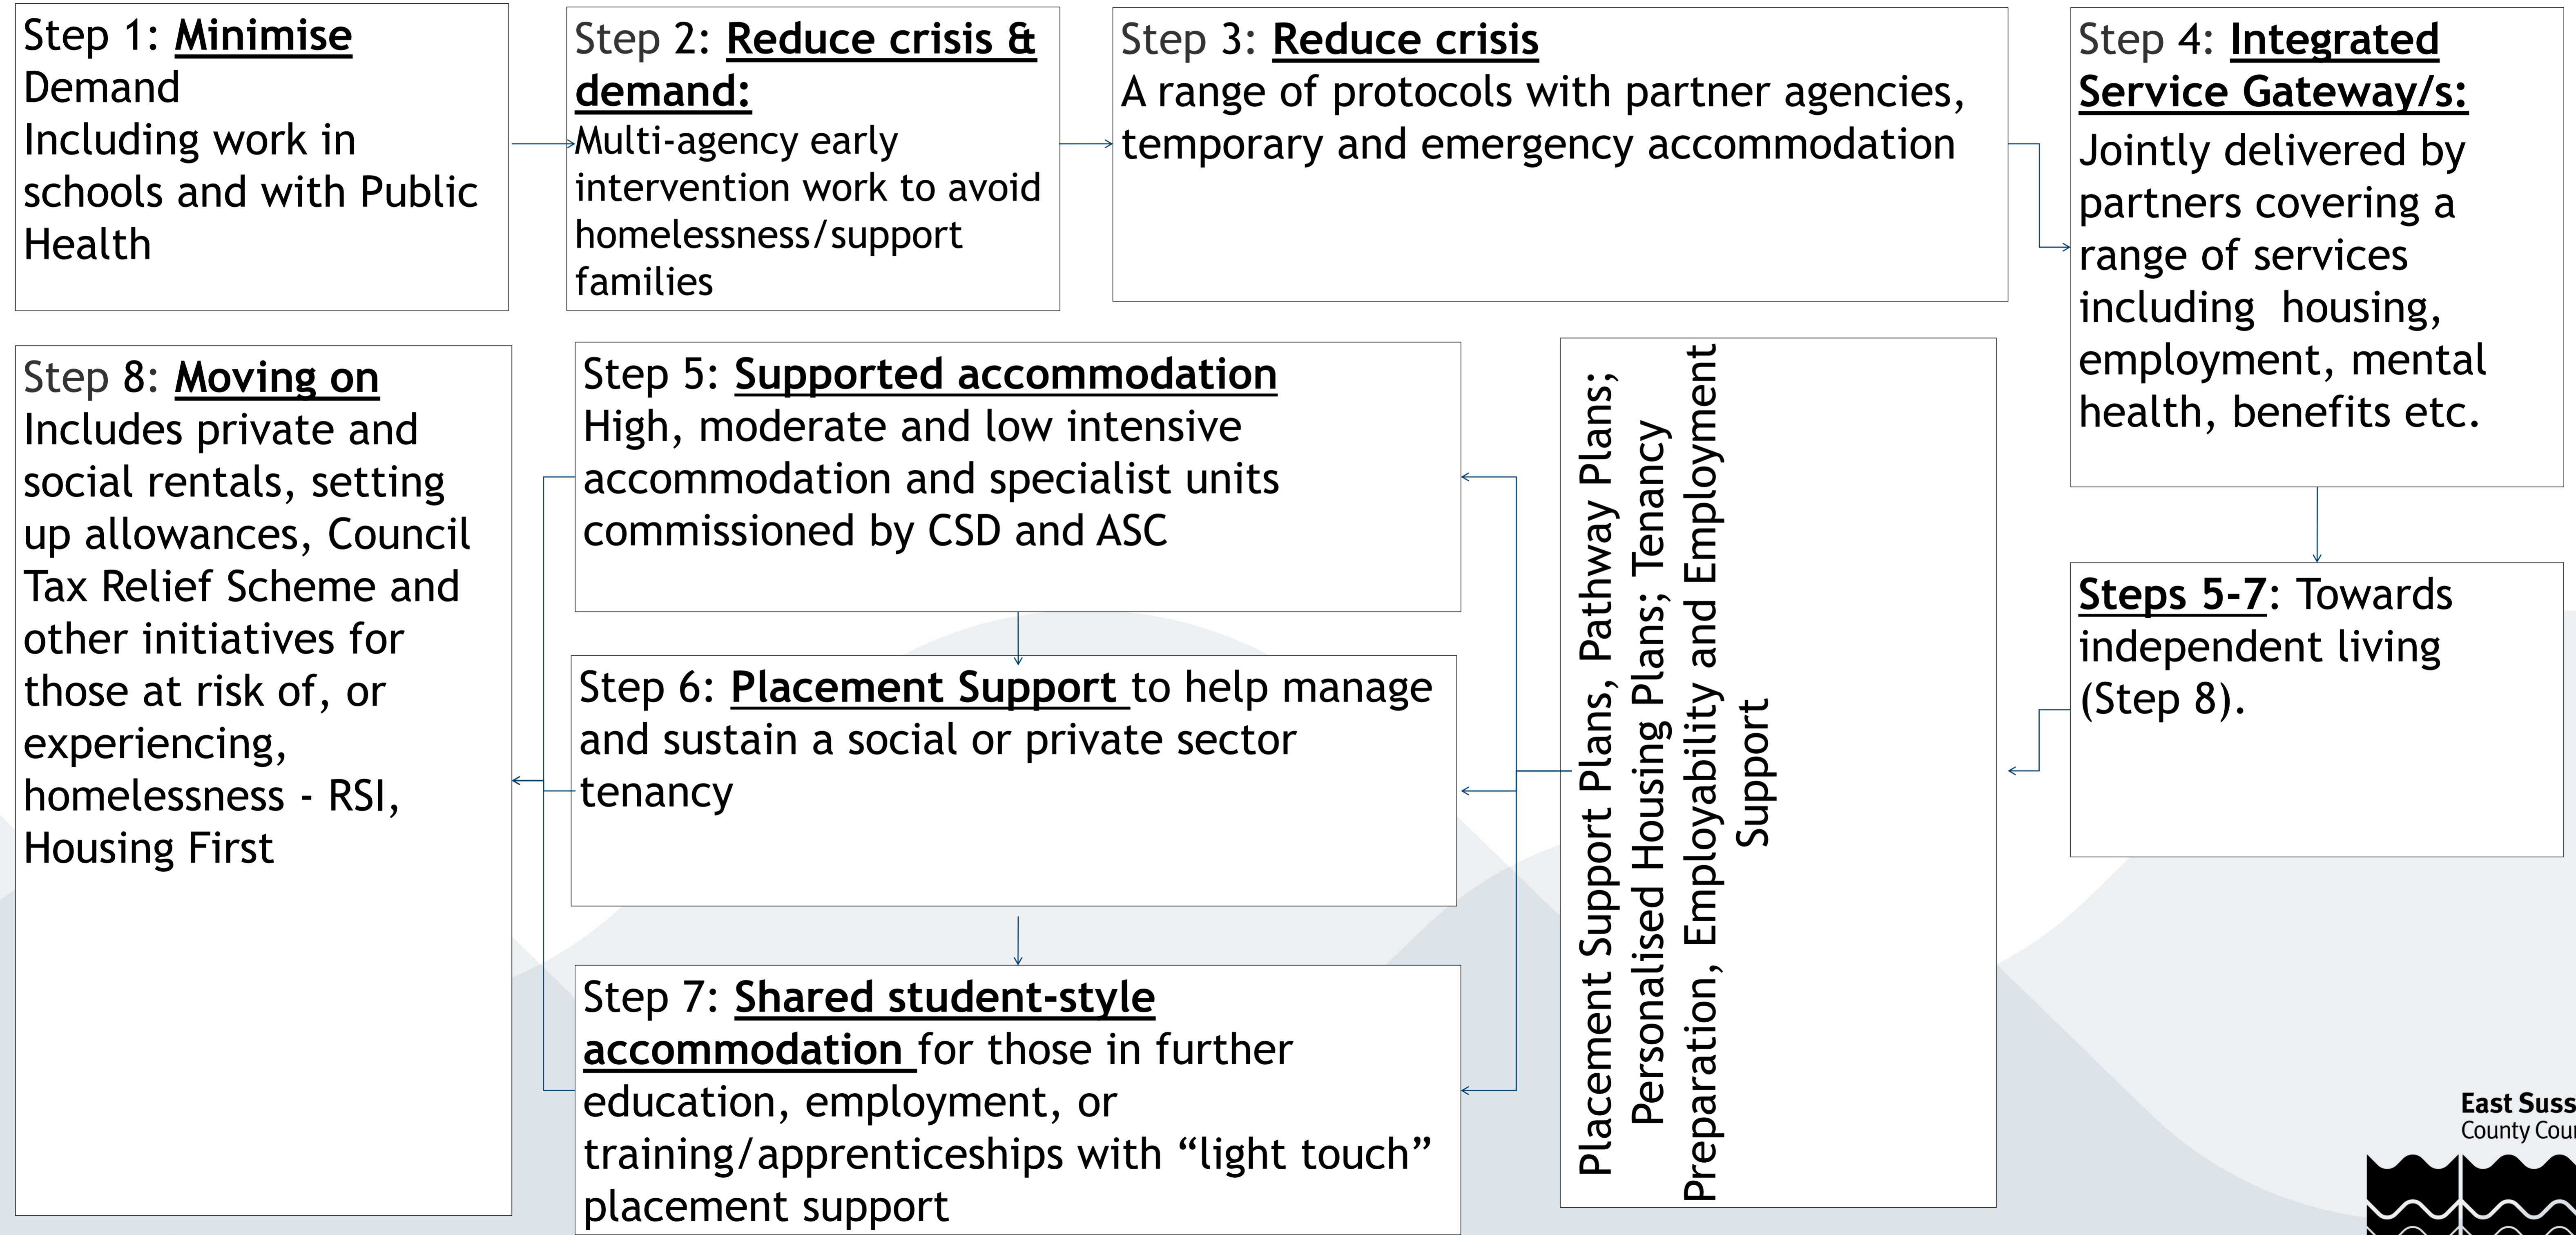 Step 1: Minimise
Demand
Including work in
schools and with Public
Health
Step 2: Reduce crisis &
demand:
Multi-agency early
intervention work to avoid
homelessness/support
families
Step 3: Reduce crisis
A range of protocols with partner agencies,
temporary and emergency accommodation
Step 4: Integrated
Service Gateway/s:
Jointly delivered by
partners covering a
range of services
including  housing,
employment, mental
health, benefits etc.
Steps 5-7: Towards
independent living
(Step 8).
Placement Support Plans, Pathway Plans;
Personalised Housing Plans; Tenancy
Preparation, Employability and Employment
Support
Step 5: Supported accommodation
High, moderate and low intensive
accommodation and specialist units
commissioned by CSD and ASC
Step 6: Placement Support to help manage
and sustain a social or private sector
tenancy
Step 7: Shared student-style
accommodation for those in further
education, employment, or
training/apprenticeships with “light touch”
placement support
Step 8: Moving on
Includes private and
social rentals, setting
up allowances, Council
Tax Relief Scheme and
other initiatives for
those at risk of, or
experiencing,
homelessness - RSI,
Housing First
East Suss
County Coun